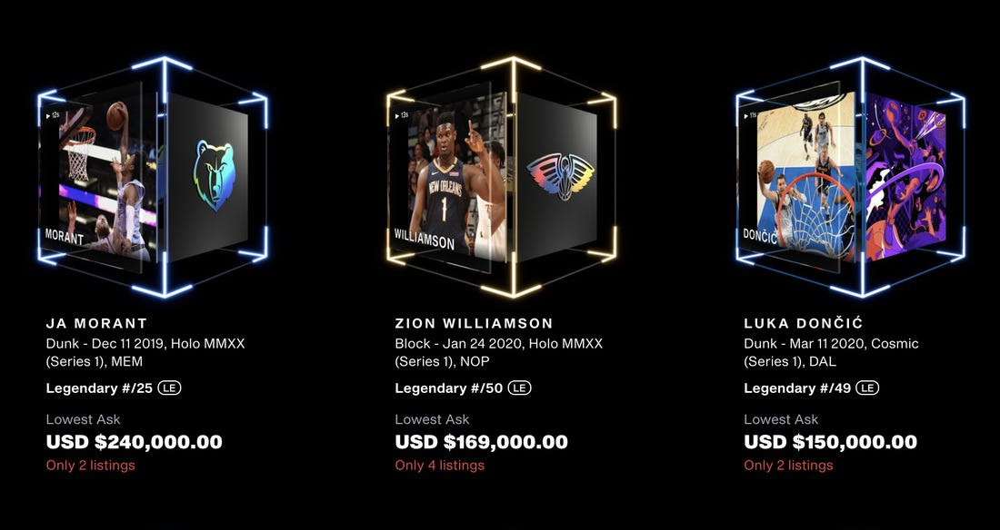 12s
MORANT
JA MORANT
Dunk - Dec 11 2019, Holo MMXX
(Series 1), MEM
Legendary #/25 LE
Lowest Ask
USD $240,000.00
Only 2 listings
13s
NEW ORLEANS
1
WILLIAMSON
ZION WILLIAMSON
Block - Jan 24 2020, Holo MMXX
(Series 1), NOP
Legendary #/50 LE
Lowest Ask
USD $169,000.00
Only 4 listings
11s
DONČIĆ
LUKA DONČIĆ
Dunk - Mar 11 2020, Cosmic
(Series 1), DAL
Legendary #/49 LE
Lowest Ask
USD $150,000.00
Only 2 listings